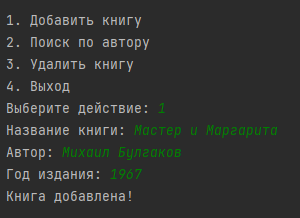 1. Добавить книгу
2. Поиск по автору
3. Удалить книгу
4. Выход
Выберите действие: 1
Название книги: Мастер и Маргарита
Автор: Михаил Булгаков
Год издания: 1967
Книга добавлена!